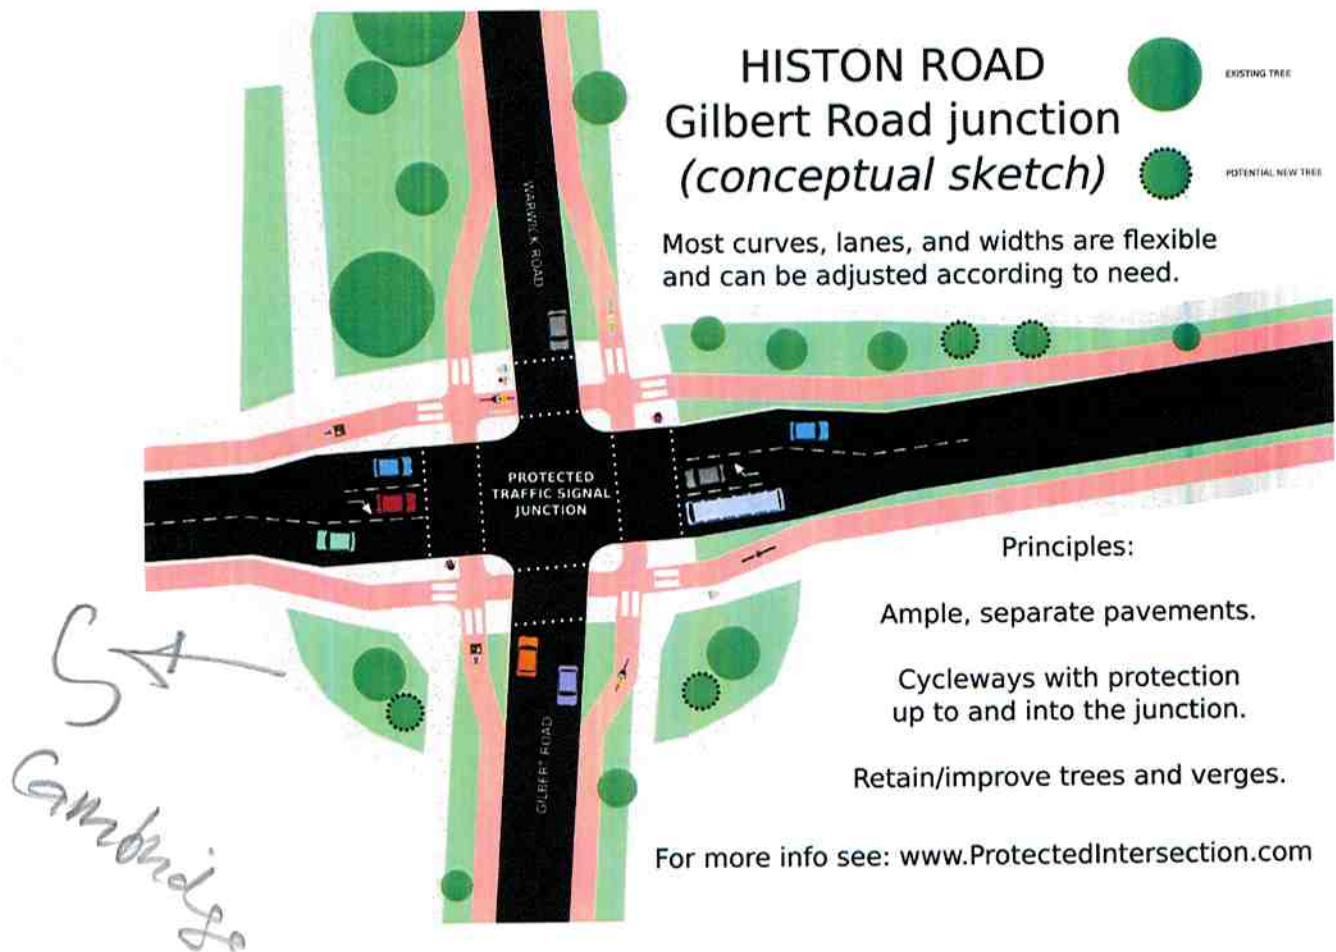 HISTON ROAD
Gilbert Road junction
(conceptual sketch)
EXISTING TREE
POTENTIAL NEW TREE
Most curves, lanes, and widths are flexible
and can be adjusted according to need.
WARWICK ROAD
PROTECTED
TRAFFIC SIGNAL
JUNCTION
GILBERT ROAD
Principles:
Ample, separate pavements.
Cycleways with protection
up to and into the junction.
Retain/improve trees and verges.
For more info see: www.ProtectedIntersection.com
S
Cambridge